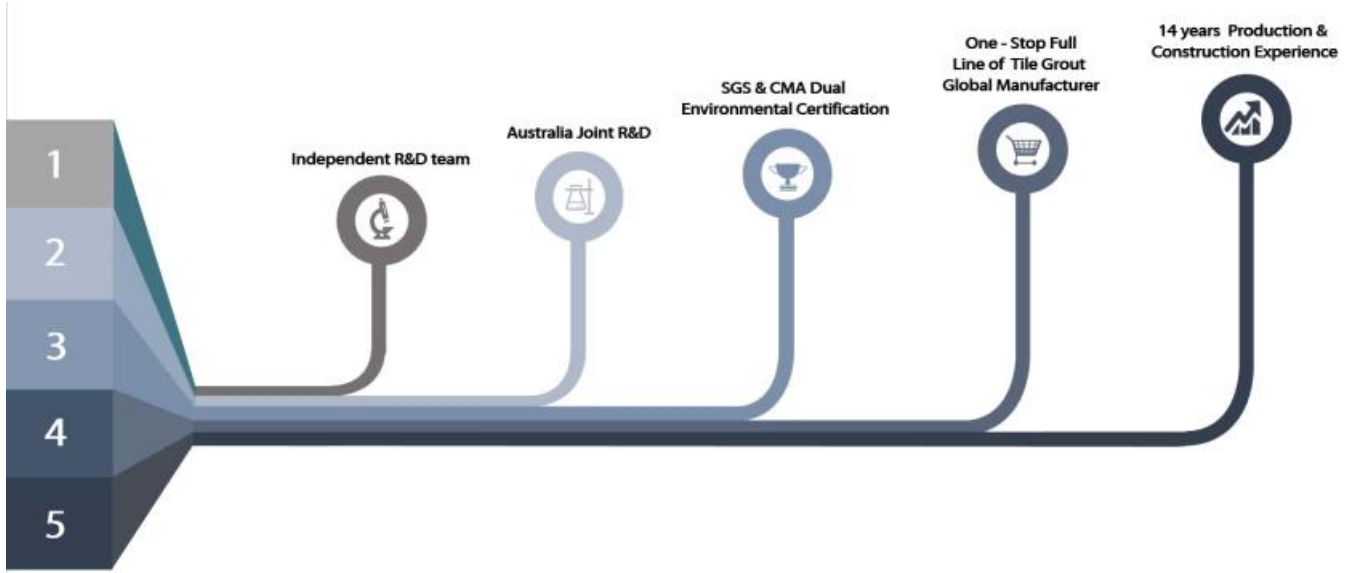 1
2
3
4
5
Independent R&D team
Australia Joint R&D
SGS & CMA Dual
Environmental Certification
One - Stop Full
Line of Tile Grout
Global Manufacturer
14 years Production &
Construction Experience